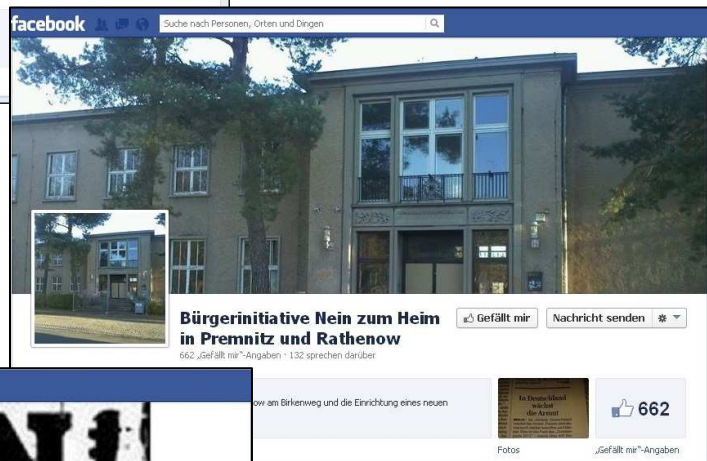 facebook
Suche nach Personen, Orten und Dingen
Bürgerinitiative Nein zum Heim
in Premnitz und Rathenow
Gefällt mir
Nachricht senden
662 „Gefällt mir“-Angaben · 132 sprechen darüber
ow am Birkenweg und die Einrichtung eines neuen
In Deutschland
wächst
die Armut
662
Fotos
„Gefällt mir“-Angaben